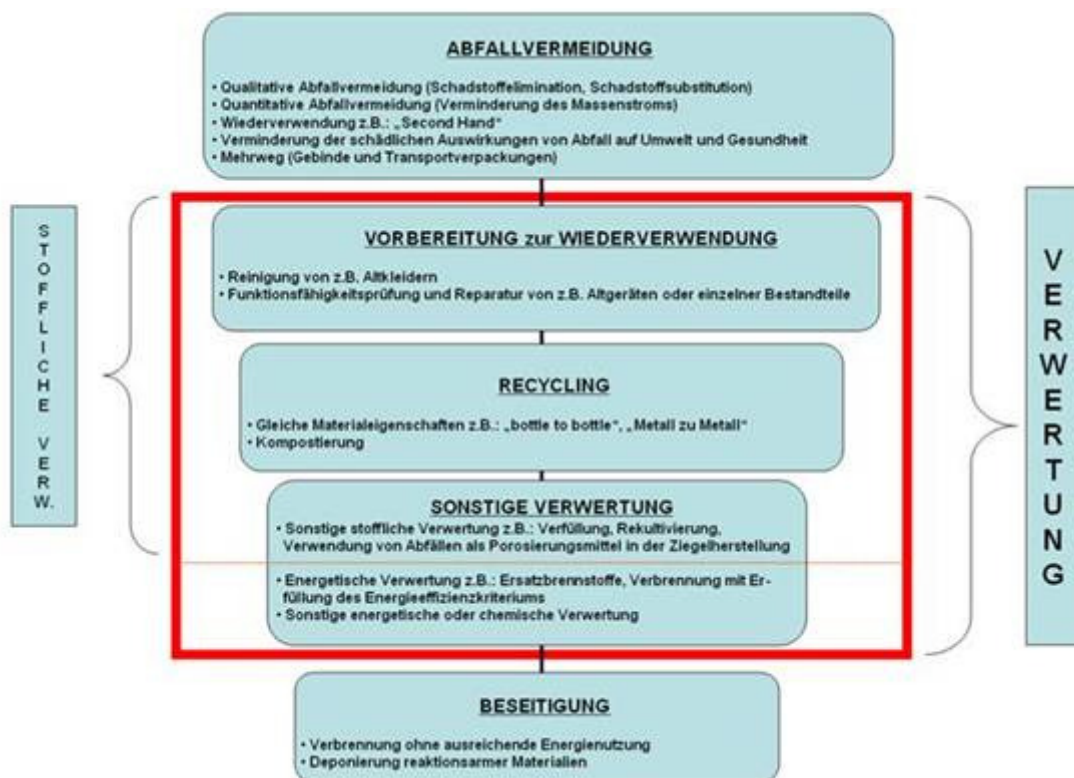 ABFALLVERMEIDUNG
• Qualitative Abfallvermeidung (Schadstoffelimination, Schadstoffsubstitution)
• Quantitative Abfallvermeidung (Verminderung des Massenstroms)
• Wiederverwendung z.B.: „Second Hand“
• Verminderung der schädlichen Auswirkungen von Abfall auf Umwelt und Gesundheit
• Mehrweg (Gebinde und Transportverpackungen)
STOFFLICHE VERW.
VORBEREITUNG zur WIEDERVERWENDUNG
• Reinigung von z.B. Altkleidern
• Funktionsfähigkeitsprüfung und Reparatur von z.B. Altgeräten oder einzelner Bestandteile
RECYCLING
• Gleiche Materialeigenschaften z.B.: „bottle to bottle“, „Metall zu Metall“
• Kompostierung
SONSTIGE VERWERTUNG
• Sonstige stoffliche Verwertung z.B.: Verfüllung, Rekultivierung,
Verwendung von Abfällen als Porosierungsmittel in der Ziegelherstellung
• Energetische Verwertung z.B.: Ersatzbrennstoffe, Verbrennung mit Er-
füllung des Energieeffizienzkriteriums
• Sonstige energetische oder chemische Verwertung
VERWERTUNG
BESEITIGUNG
• Verbrennung ohne ausreichende Energienutzung
• Deponierung reaktionsarmer Materialien